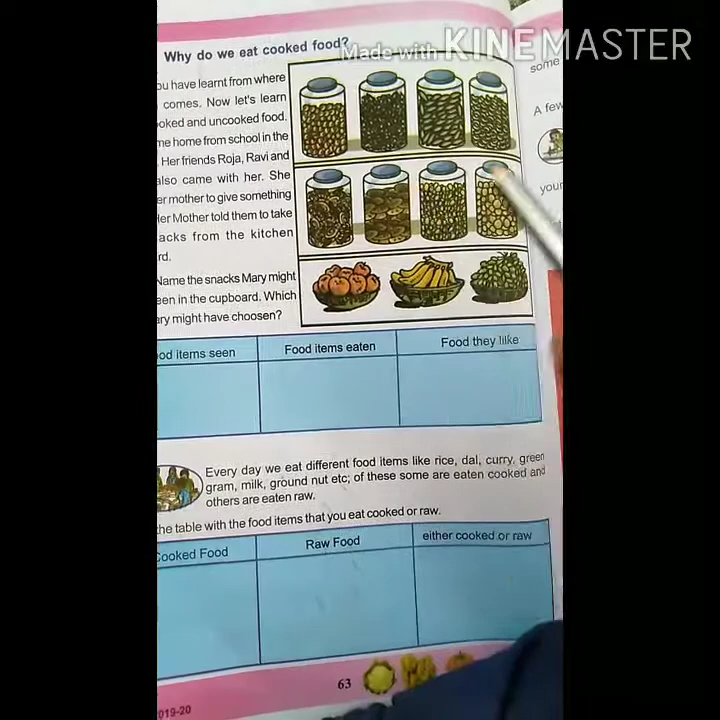 Made with KINEMASTER
Why do we eat cooked food?
ou have learnt from where
comes. Now let's learn
oked and uncooked food.
me home from school in the
Her friends Roja, Ravi and
also came with her. She
er mother to give something
Her Mother told them to take
acks from the kitchen
rd.
Name the snacks Mary might
een in the cupboard. Which
ary might have choosen?
ood items seen
Food items eaten
Food they like
Every day we eat different food items like rice, dal, curry, green
gram, milk, ground nut etc; of these some are eaten cooked and
others are eaten raw.
the table with the food items that you eat cooked or raw.
Cooked Food
Raw Food
either cooked or raw
63
019-20
some
A few
your